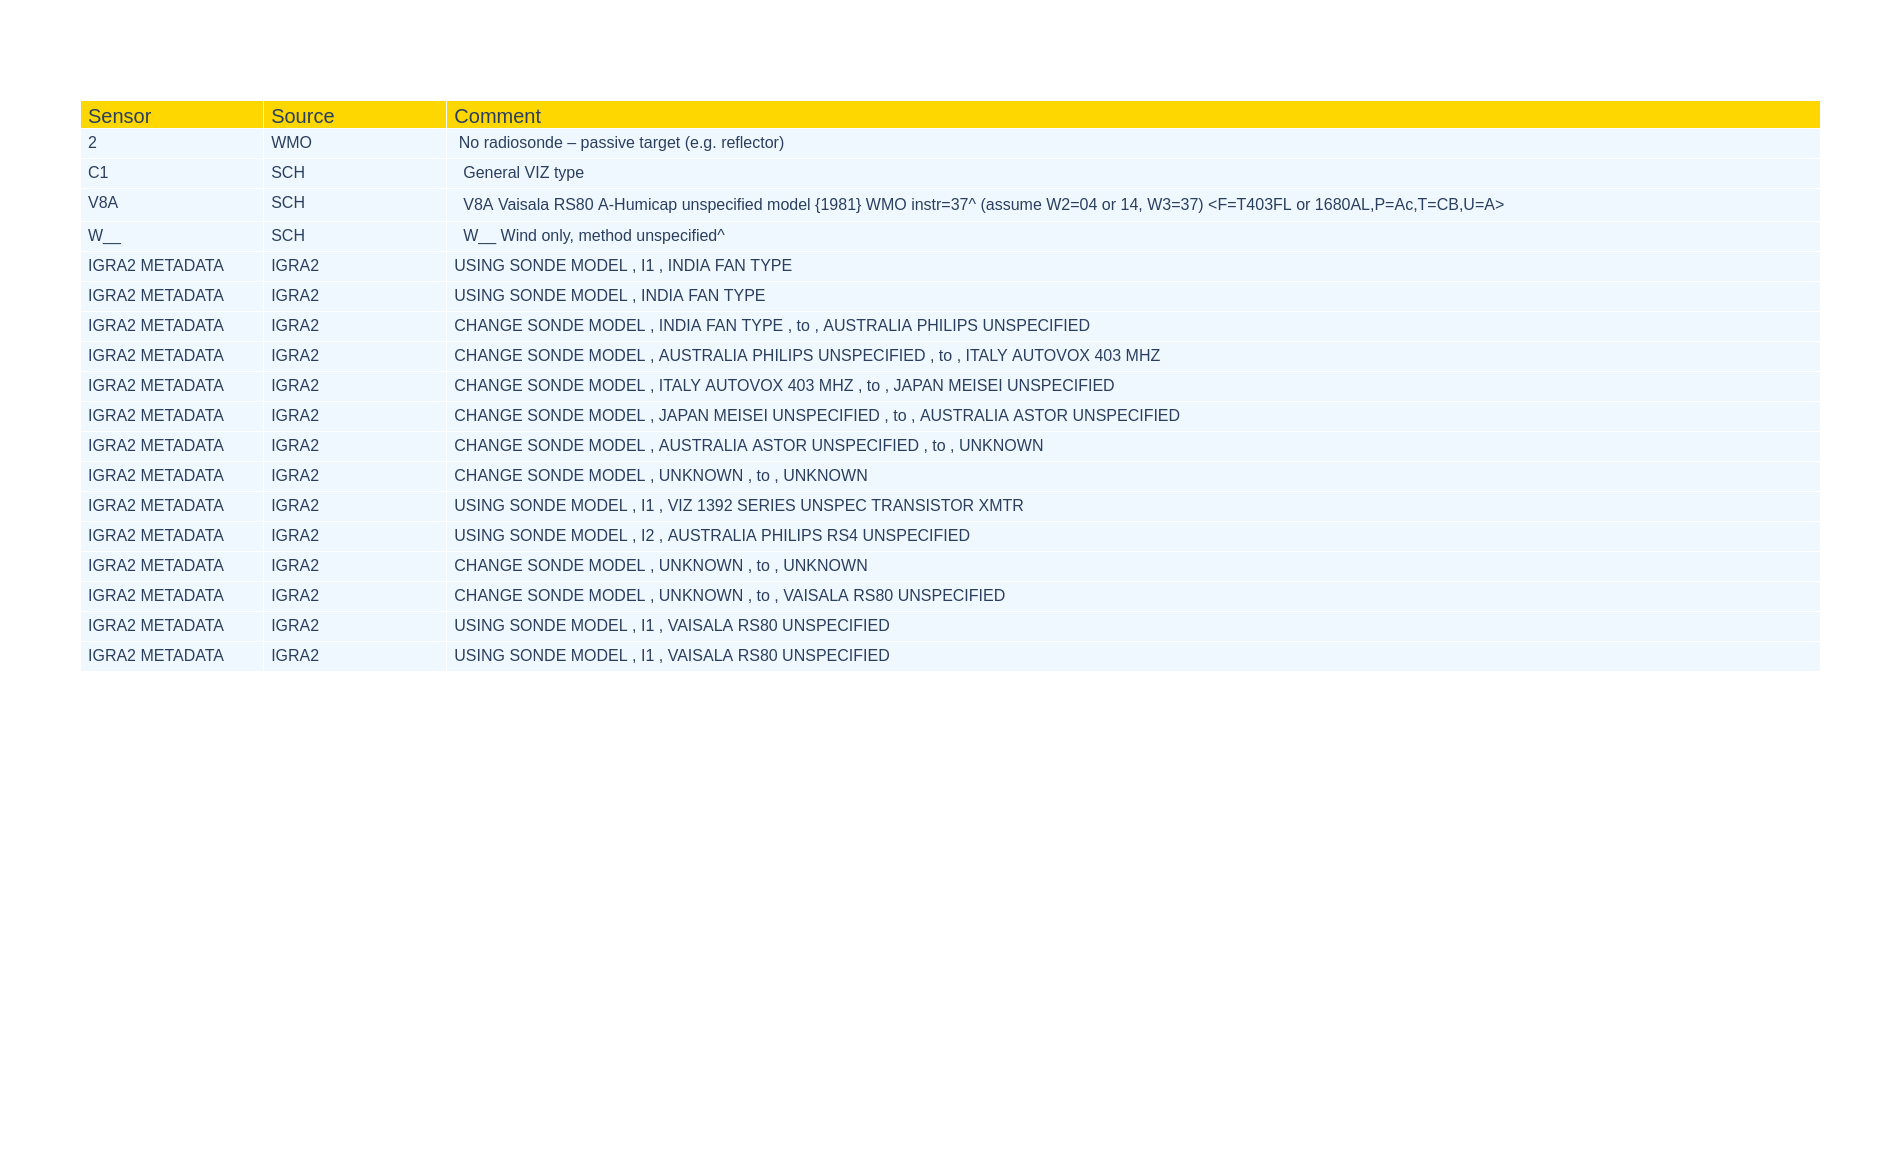 Sensor Source Comment
2 WMO No radiosonde – passive target (e.g. reflector)
C1 SCH General VIZ type
V8A SCH V8A Vaisala RS80 A-Humicap unspecified model {1981} WMO instr=37^ (assume W2=04 or 14, W3=37) <F=T403FL or 1680AL,P=Ac,T=CB,U=A>
W__ SCH W__ Wind only, method unspecified^
IGRA2 METADATA IGRA2 USING SONDE MODEL , I1 , INDIA FAN TYPE
IGRA2 METADATA IGRA2 USING SONDE MODEL , INDIA FAN TYPE
IGRA2 METADATA IGRA2 CHANGE SONDE MODEL , INDIA FAN TYPE , to , AUSTRALIA PHILIPS UNSPECIFIED
IGRA2 METADATA IGRA2 CHANGE SONDE MODEL , AUSTRALIA PHILIPS UNSPECIFIED , to , ITALY AUTOVOX 403 MHZ
IGRA2 METADATA IGRA2 CHANGE SONDE MODEL , ITALY AUTOVOX 403 MHZ , to , JAPAN MEISEI UNSPECIFIED
IGRA2 METADATA IGRA2 CHANGE SONDE MODEL , JAPAN MEISEI UNSPECIFIED , to , AUSTRALIA ASTOR UNSPECIFIED
IGRA2 METADATA IGRA2 CHANGE SONDE MODEL , AUSTRALIA ASTOR UNSPECIFIED , to , UNKNOWN
IGRA2 METADATA IGRA2 CHANGE SONDE MODEL , UNKNOWN , to , UNKNOWN
IGRA2 METADATA IGRA2 USING SONDE MODEL , I1 , VIZ 1392 SERIES UNSPEC TRANSISTOR XMTR
IGRA2 METADATA IGRA2 USING SONDE MODEL , I2 , AUSTRALIA PHILIPS RS4 UNSPECIFIED
IGRA2 METADATA IGRA2 CHANGE SONDE MODEL , UNKNOWN , to , UNKNOWN
IGRA2 METADATA IGRA2 CHANGE SONDE MODEL , UNKNOWN , to , VAISALA RS80 UNSPECIFIED
IGRA2 METADATA IGRA2 USING SONDE MODEL , I1 , VAISALA RS80 UNSPECIFIED
IGRA2 METADATA IGRA2 USING SONDE MODEL , I1 , VAISALA RS80 UNSPECIFIED